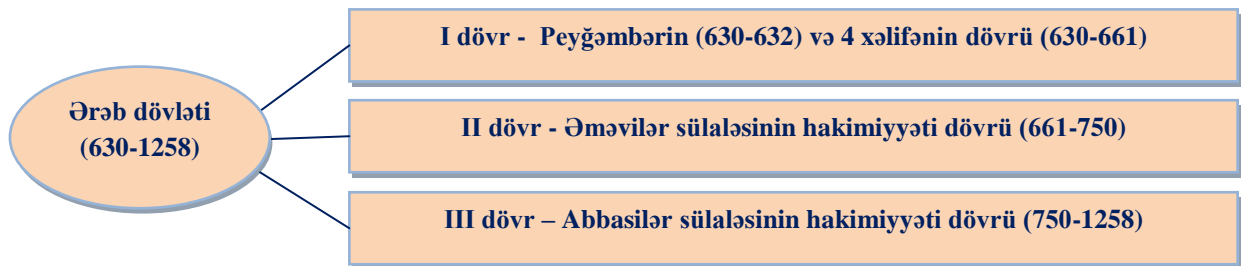 Ərəb dövləti
(630-1258)
I dövr - Peyğəmbərin (630-632) və 4 xəlifənin dövrü (630-661)
II dövr - Əməvilər sülaləsinin hakimiyyəti dövrü (661-750)
III dövr – Abbasilər sülaləsinin hakimiyyəti dövrü (750-1258)